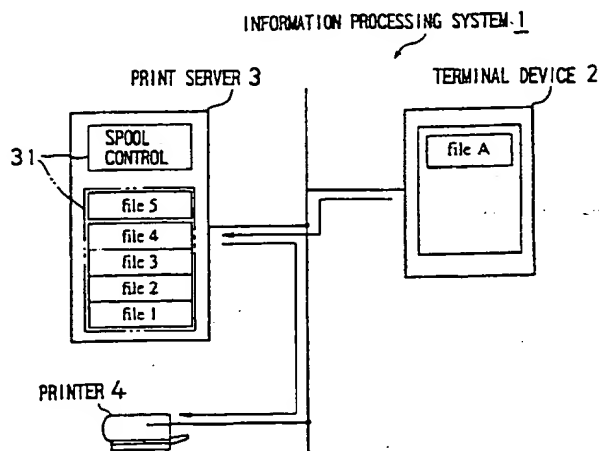 INFORMATION PROCESSING SYSTEM 1
PRINT SERVER 3
TERMINAL DEVICE 2
31
SPOOL
CONTROL
file A
file 5
file 4
file 3
file 2
file 1
PRINTER 4